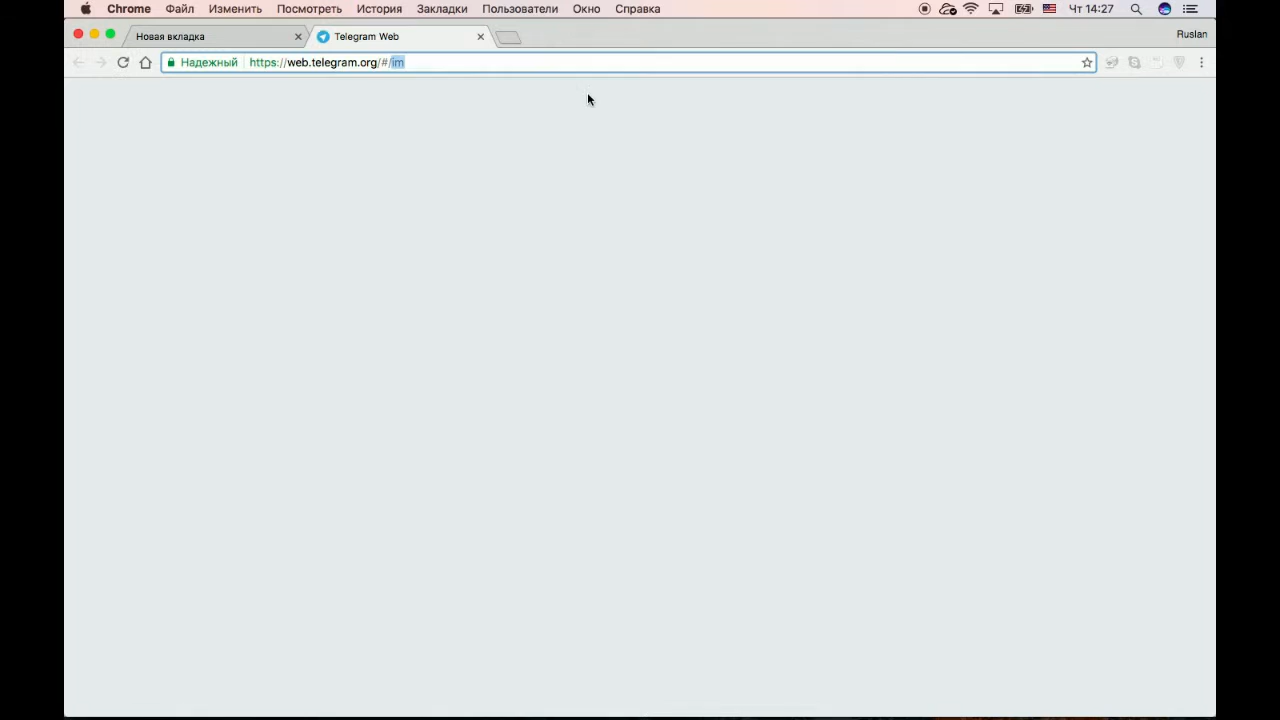 Chrome Файл Изменить Посмотреть История Закладки Пользователи Окно Справка Чт 14:27
Новая вкладка Telegram Web Ruslan
Надежный https://web.telegram.org/#/im